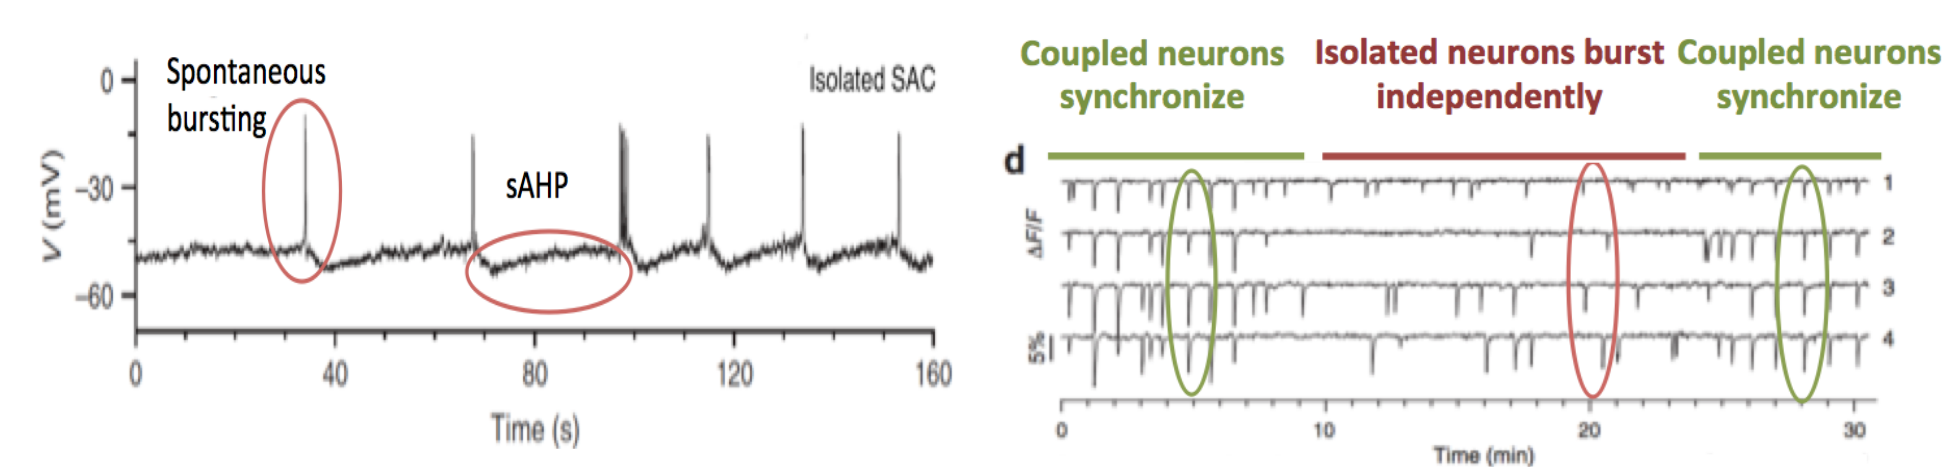 Spontaneous
bursting
Isolated SAC
sAHP
V (mV)
0
–30
–60
0
40
80
120
160
Time (s)
Coupled neurons
synchronize
Isolated neurons burst
independently
Coupled neurons
synchronize
d
1
2
3
4
ΔF/F
5%
0
10
20
30
Time (min)